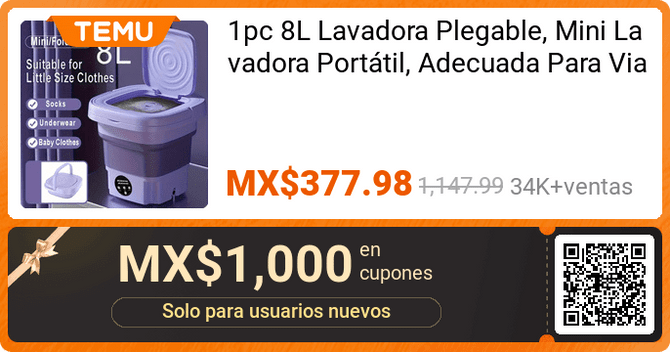 TEMU
Mini/Fol
8L
Suitable for
Little Size Clothes
Socks
Underwear
Baby Clothes
1pc 8L Lavadora Plegable, Mini La
vadora Portátil, Adecuada Para Via
MX$377.98 1,147.99 34K+ventas
MX$1,000 en
cupones
Solo para usuarios nuevos